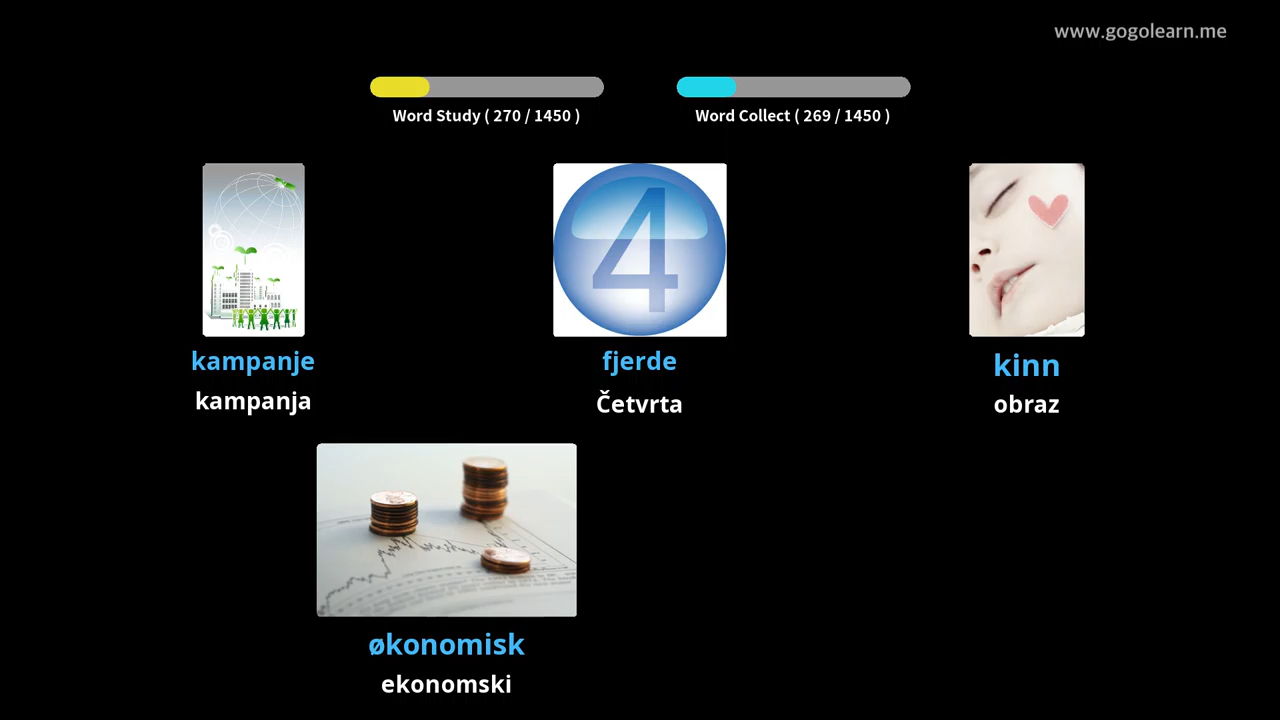 www.gogolearn.me
Word Study ( 270 / 1450 )
Word Collect ( 269 / 1450 )
4
kampanje
fjerde
kinn
kampanja
Četvrta
obraz
økonomisk
ekonomski